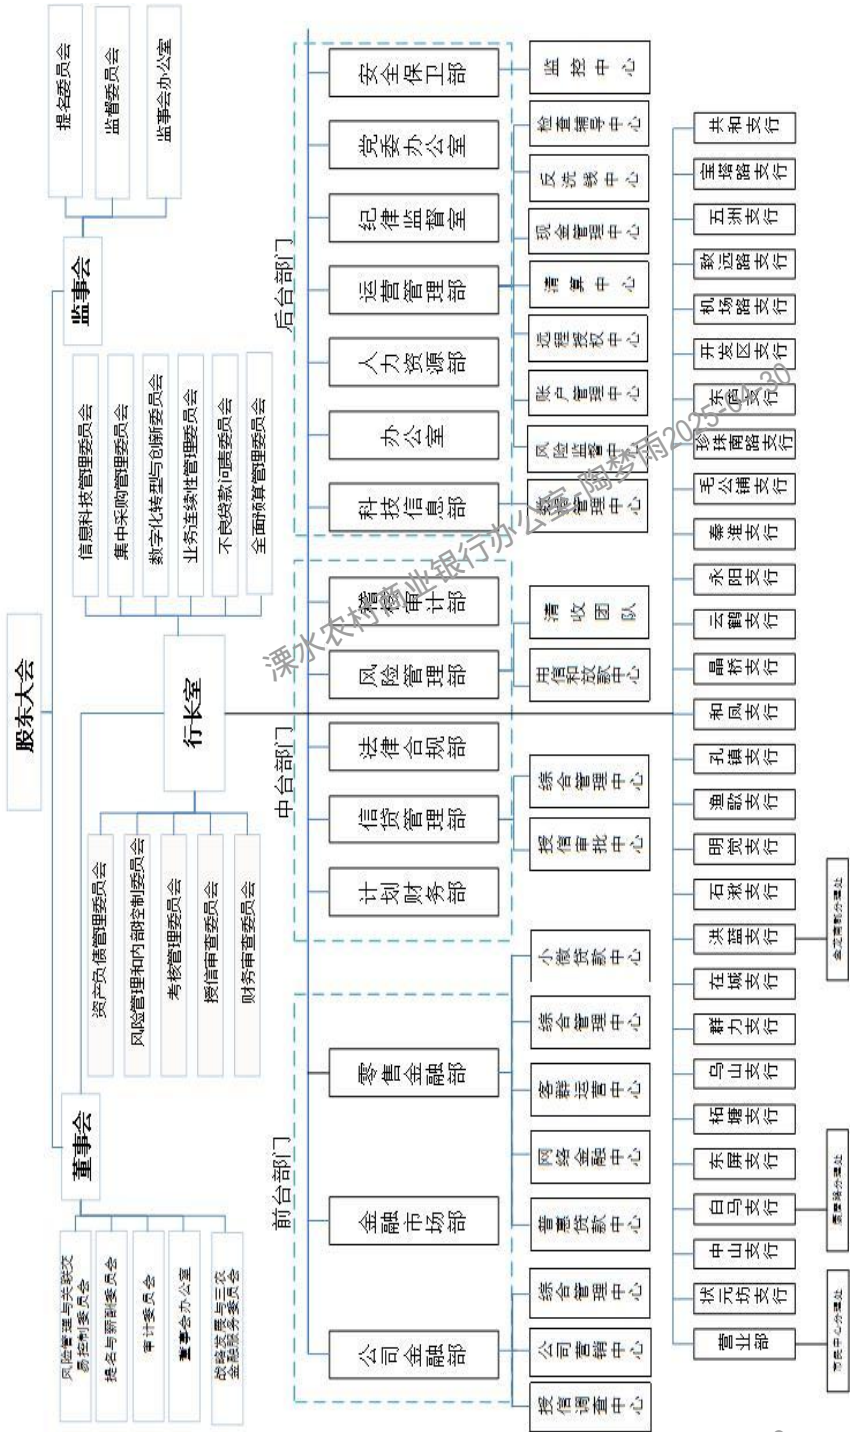 股东大会
董事会
监事会
风险管理与关联交
易控制委员会
提名与薪酬委员会
审计委员会
董事会办公室
战略发展与三农
金融服务委员会
提名委员会
监督委员会
监事会办公室
行长室
资产负债管理委员会
风险管理和内部控制委员会
考核管理委员会
授信审查委员会
财务审查委员会
信息科技管理委员会
集中采购管理委员会
数字化转型与创新委员会
业务连续性管理委员会
不良贷款问责委员会
全面预算管理委员会
前台部门
中台部门
后台部门
公司金融部
金融市场部
零售金融部
计划财务部
信贷管理部
法律合规部
风险管理部
稽核审计部
科技信息部
办公室
人力资源部
运营管理部
纪律监督室
党委办公室
安全保卫部
授信调查中心
公司营销中心
综合管理中心
普惠贷款中心
网络金融中心
客群运营中心
综合管理中心
小微贷款中心
授信审批中心
综合管理中心
用信和放款中心
清收团队
数据管理中心
风险监督中心
账户管理中心
远程授权中心
清算中心
现金管理中心
反洗钱中心
检查辅导中心
监控中心
营业部
状元坊支行
中山支行
白马支行
东屏支行
柘塘支行
乌山支行
群力支行
在城支行
洪蓝支行
石湫支行
明觉支行
渔歌支行
孔镇支行
和凤支行
晶桥支行
云鹤支行
永阳支行
秦淮支行
毛公铺支行
珍珠南路支行
东庐支行
开发区支行
机场路支行
致远路支行
五洲支行
宝塔路支行
共和支行
市民中心分理处
金龙南郡分理处
溧水农村商业银行办公室-陶梦雨2025-04-30